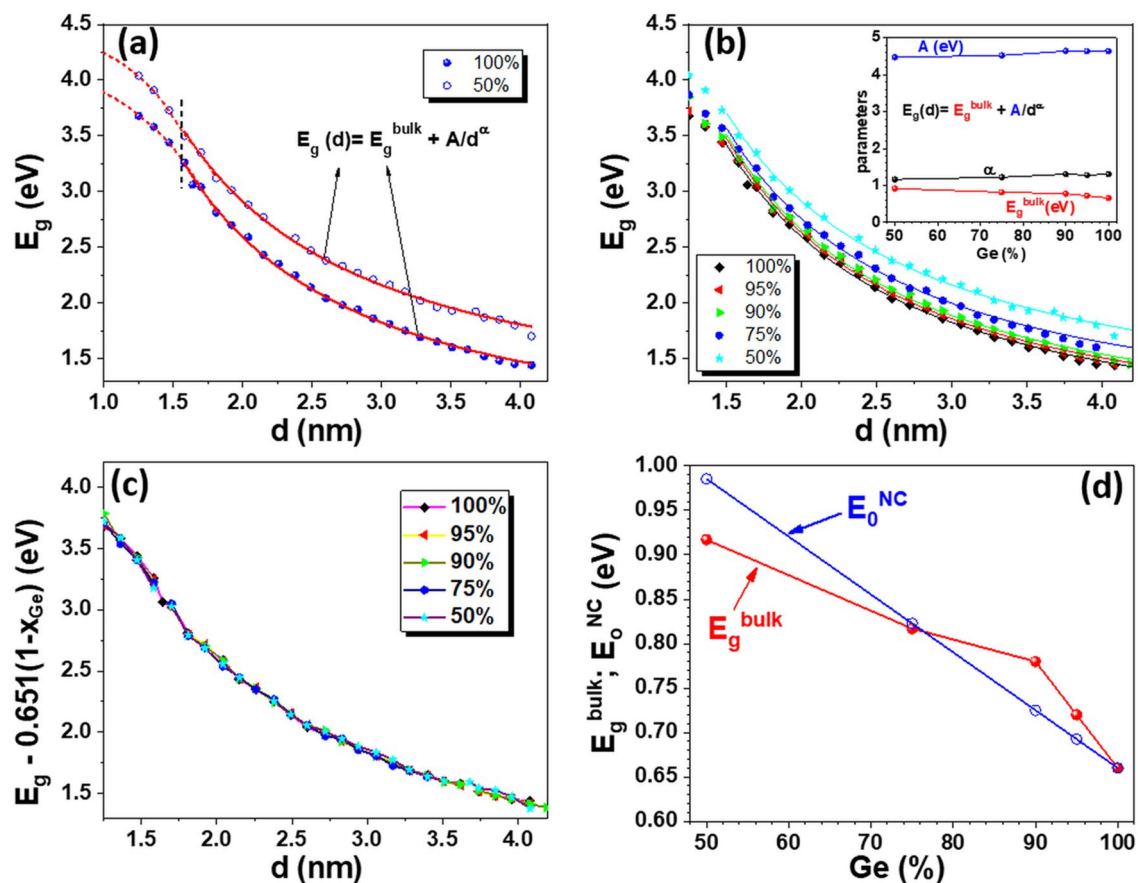 (a)
100%
50%
E_g (d)= E_g^bulk + A/d^α
4.5
4.0
3.5
3.0
2.5
2.0
1.5
E_g (eV)
1.0 1.5 2.0 2.5 3.0 3.5 4.0
d (nm)
(b)
A (eV)
E_g(d)= E_g^bulk + A/d^α
α
E_g^bulk(eV)
5
4
3
2
1
0
parameters
50 60 70 80 90 100
Ge (%)
100%
95%
90%
75%
50%
4.5
4.0
3.5
3.0
2.5
2.0
1.5
E_g (eV)
1.5 2.0 2.5 3.0 3.5 4.0
d (nm)
(c)
100%
95%
90%
75%
50%
4.0
3.5
3.0
2.5
2.0
1.5
E_g - 0.651(1-x_Ge) (eV)
1.5 2.0 2.5 3.0 3.5 4.0
d (nm)
(d)
E_0^NC
E_g^bulk
1.00
0.95
0.90
0.85
0.80
0.75
0.70
0.65
0.60
E_g^bulk; E_o^NC (eV)
50 60 70 80 90 100
Ge (%)